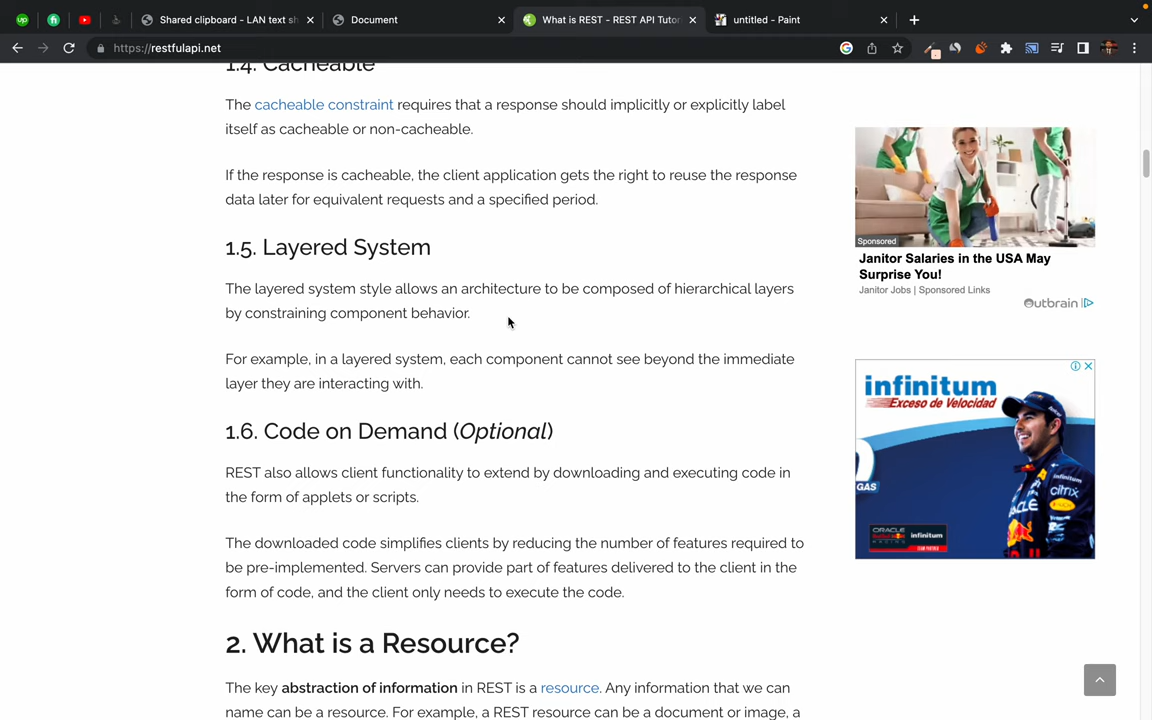 Shared clipboard - LAN text sh
Document
What is REST - REST API Tutor
untitled - Paint
https://restfulapi.net
1.4. Cacheable
The cacheable constraint requires that a response should implicitly or explicitly label
itself as cacheable or non-cacheable.
If the response is cacheable, the client application gets the right to reuse the response
data later for equivalent requests and a specified period.
1.5. Layered System
The layered system style allows an architecture to be composed of hierarchical layers
by constraining component behavior.
For example, in a layered system, each component cannot see beyond the immediate
layer they are interacting with.
1.6. Code on Demand (Optional)
REST also allows client functionality to extend by downloading and executing code in
the form of applets or scripts.
The downloaded code simplifies clients by reducing the number of features required to
be pre-implemented. Servers can provide part of features delivered to the client in the
form of code, and the client only needs to execute the code.
2. What is a Resource?
The key abstraction of information in REST is a resource. Any information that we can
name can be a resource. For example, a REST resource can be a document or image, a
Sponsored
Janitor Salaries in the USA May
Surprise You!
Janitor Jobs | Sponsored Links
Outbrain
infinitum
Exceso de Velocidad
GAS
citrix
ORACLE
Red Bull
RACING
infinitum
TEAM PARTNER